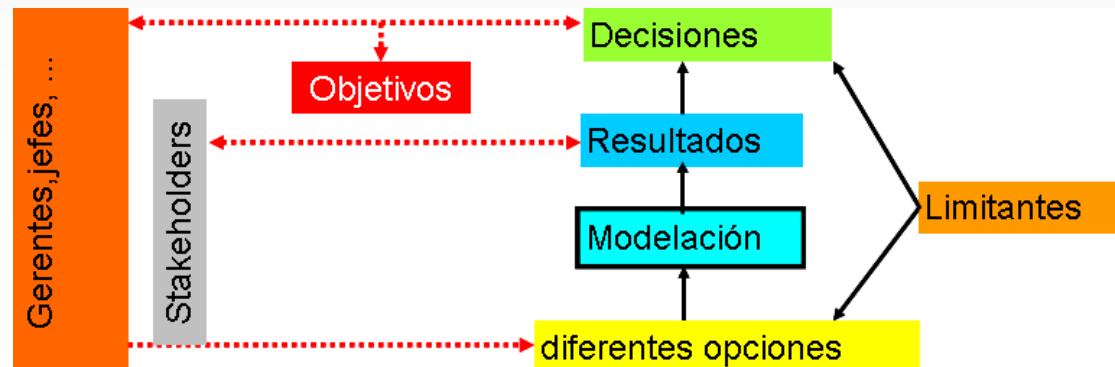 Gerentes,jefes, ...
Stakeholders
Objetivos
Decisiones
Resultados
Modelación
diferentes opciones
Limitantes